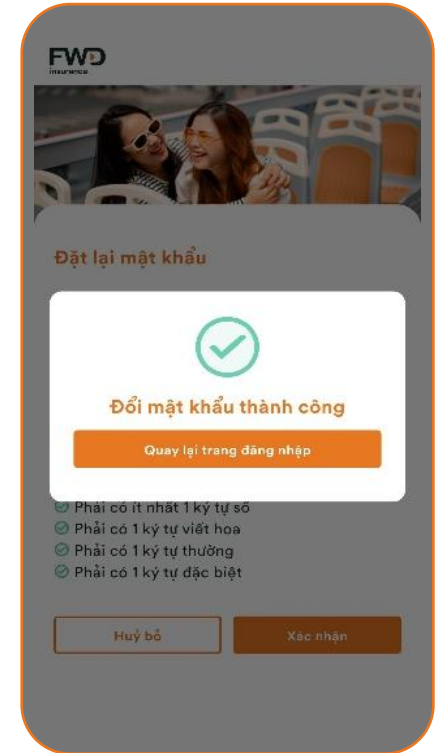 FWD
insurance
Đặt lại mật khẩu
Đổi mật khẩu thành công
Quay lại trang đăng nhập
Phải có ít nhất 1 ký tự số
Phải có 1 ký tự viết hoa
Phải có 1 ký tự thường
Phải có 1 ký tự đặc biệt
Huỷ bỏ
Xác nhận